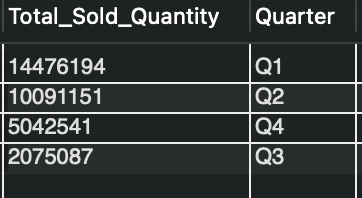 Total_Sold_Quantity Quarter
14476194 Q1
10091151 Q2
5042541 Q4
2075087 Q3